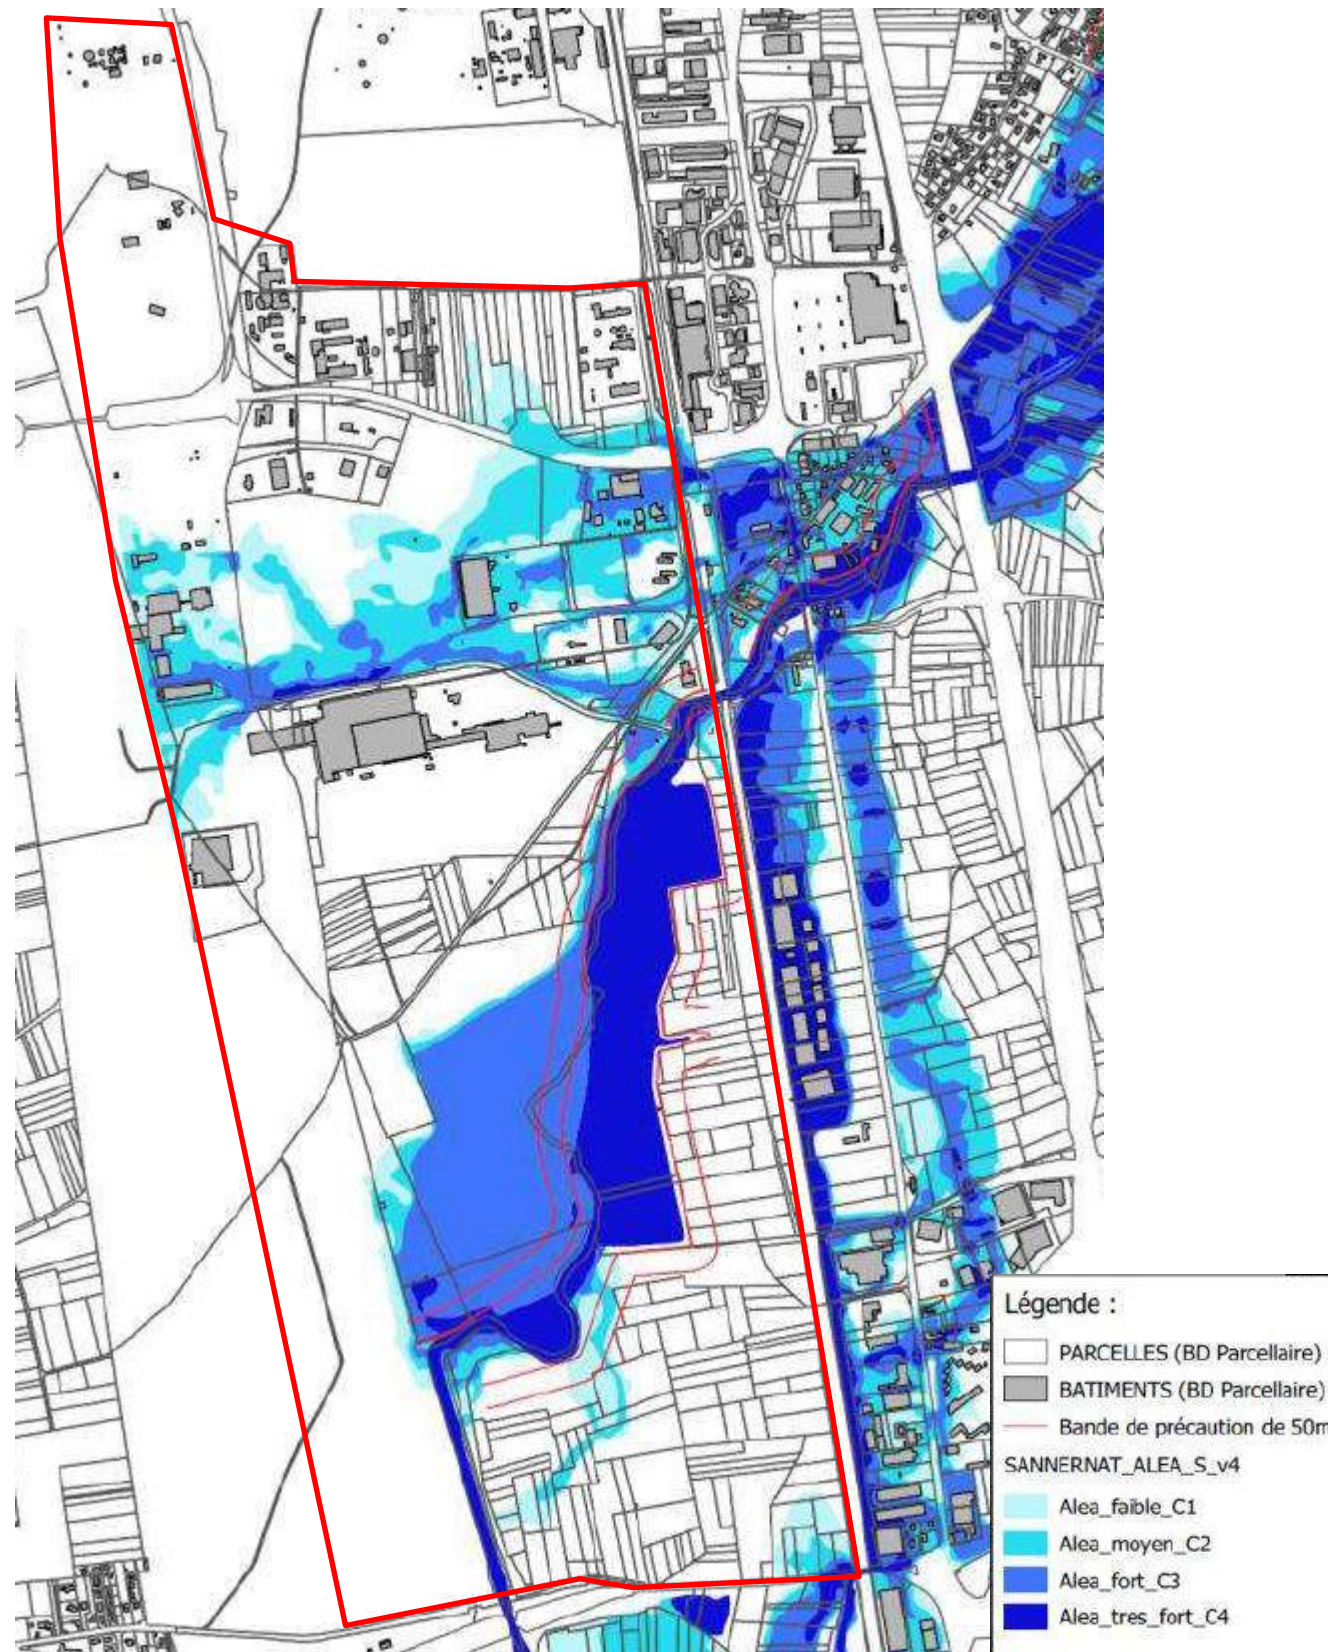 Légende :
PARCELLES (BD Parcellaire)
BATIMENTS (BD Parcellaire)
Bande de précaution de 50m
SANNERNAT_ALEA_S_v4
Alea_faible_C1
Alea_moyen_C2
Alea_fort_C3
Alea_tres_fort_C4